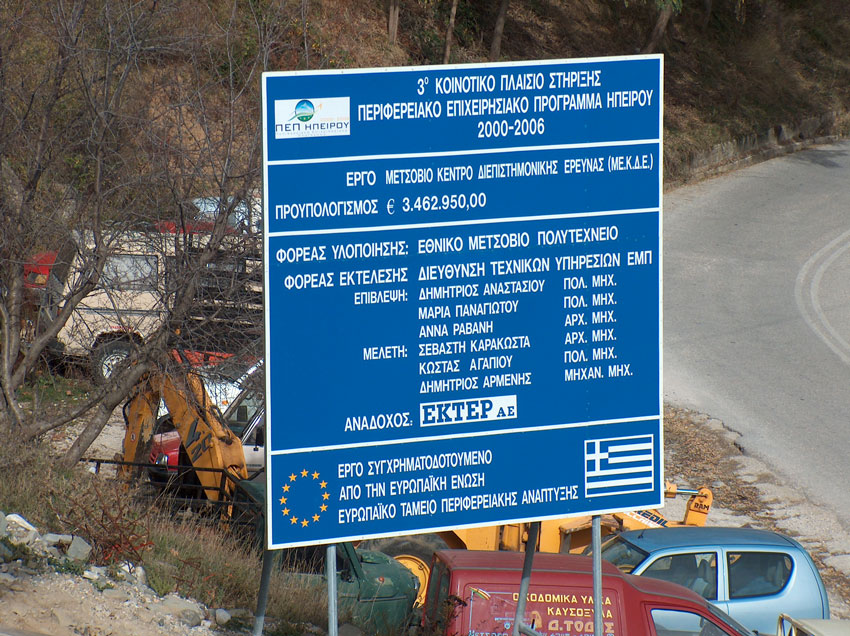 3ο ΚΟΙΝΟΤΙΚΟ ΠΛΑΙΣΙΟ ΣΤΗΡΙΞΗΣ
ΠΕΡΙΦΕΡΕΙΑΚΟ ΕΠΙΧΕΙΡΗΣΙΑΚΟ ΠΡΟΓΡΑΜΜΑ ΗΠΕΙΡΟΥ
2000-2006
ΠΕΠ ΗΠΕΙΡΟΥ
ΕΡΓΟ ΜΕΤΣΟΒΙΟ ΚΕΝΤΡΟ ΔΙΕΠΙΣΤΗΜΟΝΙΚΗΣ ΕΡΕΥΝΑΣ (ΜΕ.Κ.Δ.Ε.)
ΠΡΟΥΠΟΛΟΓΙΣΜΟΣ € 3.462.950,00
ΦΟΡΕΑΣ ΥΛΟΠΟΙΗΣΗΣ: ΕΘΝΙΚΟ ΜΕΤΣΟΒΙΟ ΠΟΛΥΤΕΧΝΕΙΟ
ΦΟΡΕΑΣ ΕΚΤΕΛΕΣΗΣ ΔΙΕΥΘΥΝΣΗ ΤΕΧΝΙΚΩΝ ΥΠΗΡΕΣΙΩΝ ΕΜΠ
ΕΠΙΒΛΕΨΗ: ΔΗΜΗΤΡΙΟΣ ΑΝΑΣΤΑΣΙΟΥ ΠΟΛ. ΜΗΧ.
ΜΑΡΙΑ ΠΑΝΑΓΙΩΤΟΥ ΠΟΛ. ΜΗΧ.
ΑΝΝΑ ΡΑΒΑΝΗ ΑΡΧ. ΜΗΧ.
ΜΕΛΕΤΗ: ΣΕΒΑΣΤΗ ΚΑΡΑΚΩΣΤΑ ΑΡΧ. ΜΗΧ.
ΚΩΣΤΑΣ ΑΓΑΠΙΟΥ ΠΟΛ. ΜΗΧ.
ΔΗΜΗΤΡΙΟΣ ΑΡΜΕΝΗΣ ΜΗΧΑΝ. ΜΗΧ.
ΑΝΑΔΟΧΟΣ: ΕΚΤΕΡ ΑΕ
ΕΡΓΟ ΣΥΓΧΡΗΜΑΤΟΔΟΤΟΥΜΕΝΟ
ΑΠΟ ΤΗΝ ΕΥΡΩΠΑΪΚΗ ΕΝΩΣΗ
ΕΥΡΩΠΑΪΚΟ ΤΑΜΕΙΟ ΠΕΡΙΦΕΡΕΙΑΚΗΣ ΑΝΑΠΤΥΞΗΣ
ΟΙΚΟΔΟΜΙΚΑ ΥΛΙΚΑ
ΚΑΥΣΟΞΥΛΑ